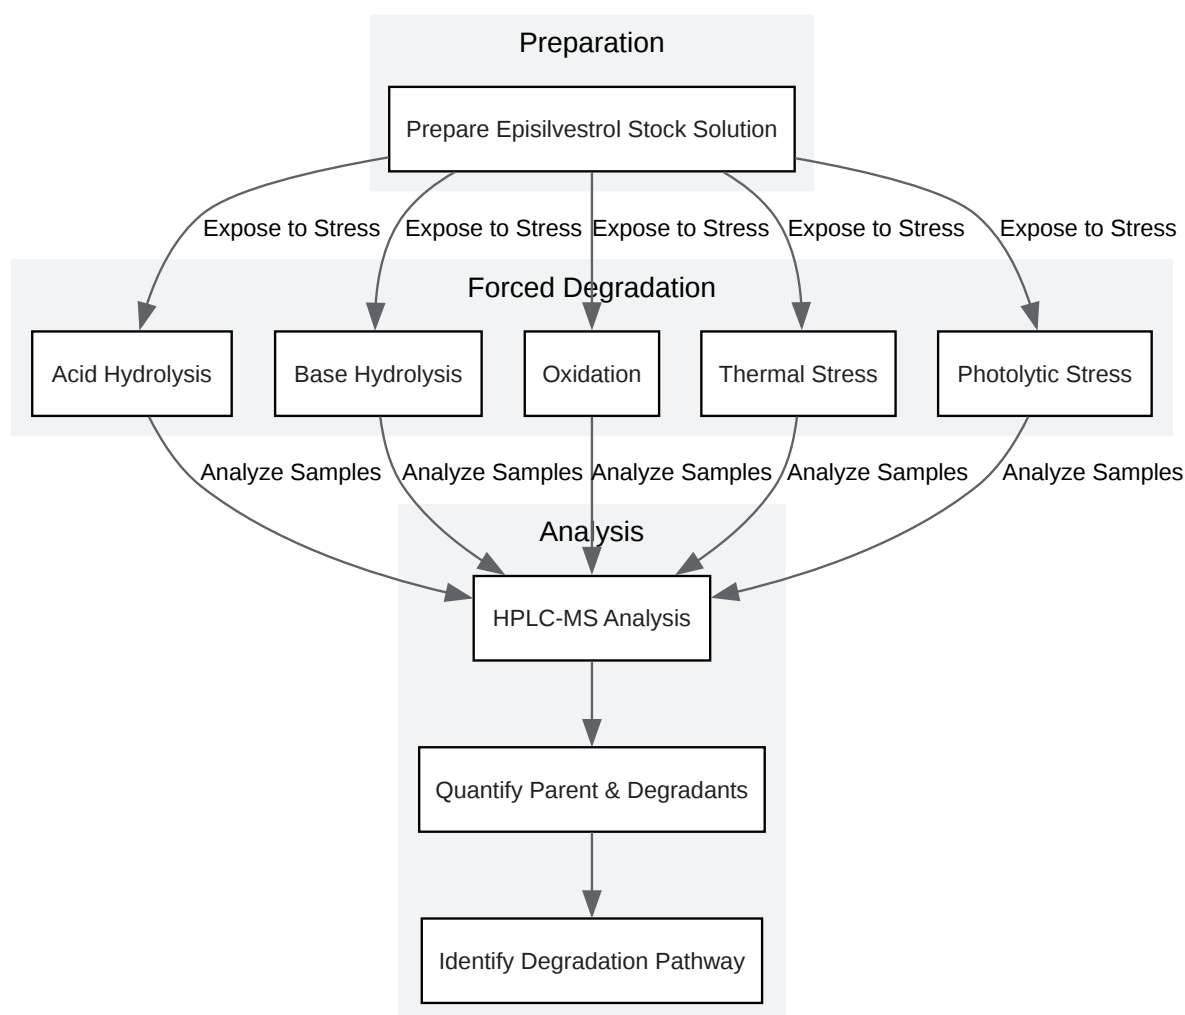 Preparation
Prepare Episilvestrol Stock Solution
Expose to Stress Expose to Stress Expose to Stress Expose to Stress Expose to Stress
Forced Degradation
Acid Hydrolysis Base Hydrolysis Oxidation Thermal Stress Photolytic Stress
Analyze Samples Analyze Samples Analyze Samples Analyze Samples Analyze Samples
Analysis
HPLC-MS Analysis
Quantify Parent & Degradants
Identify Degradation Pathway